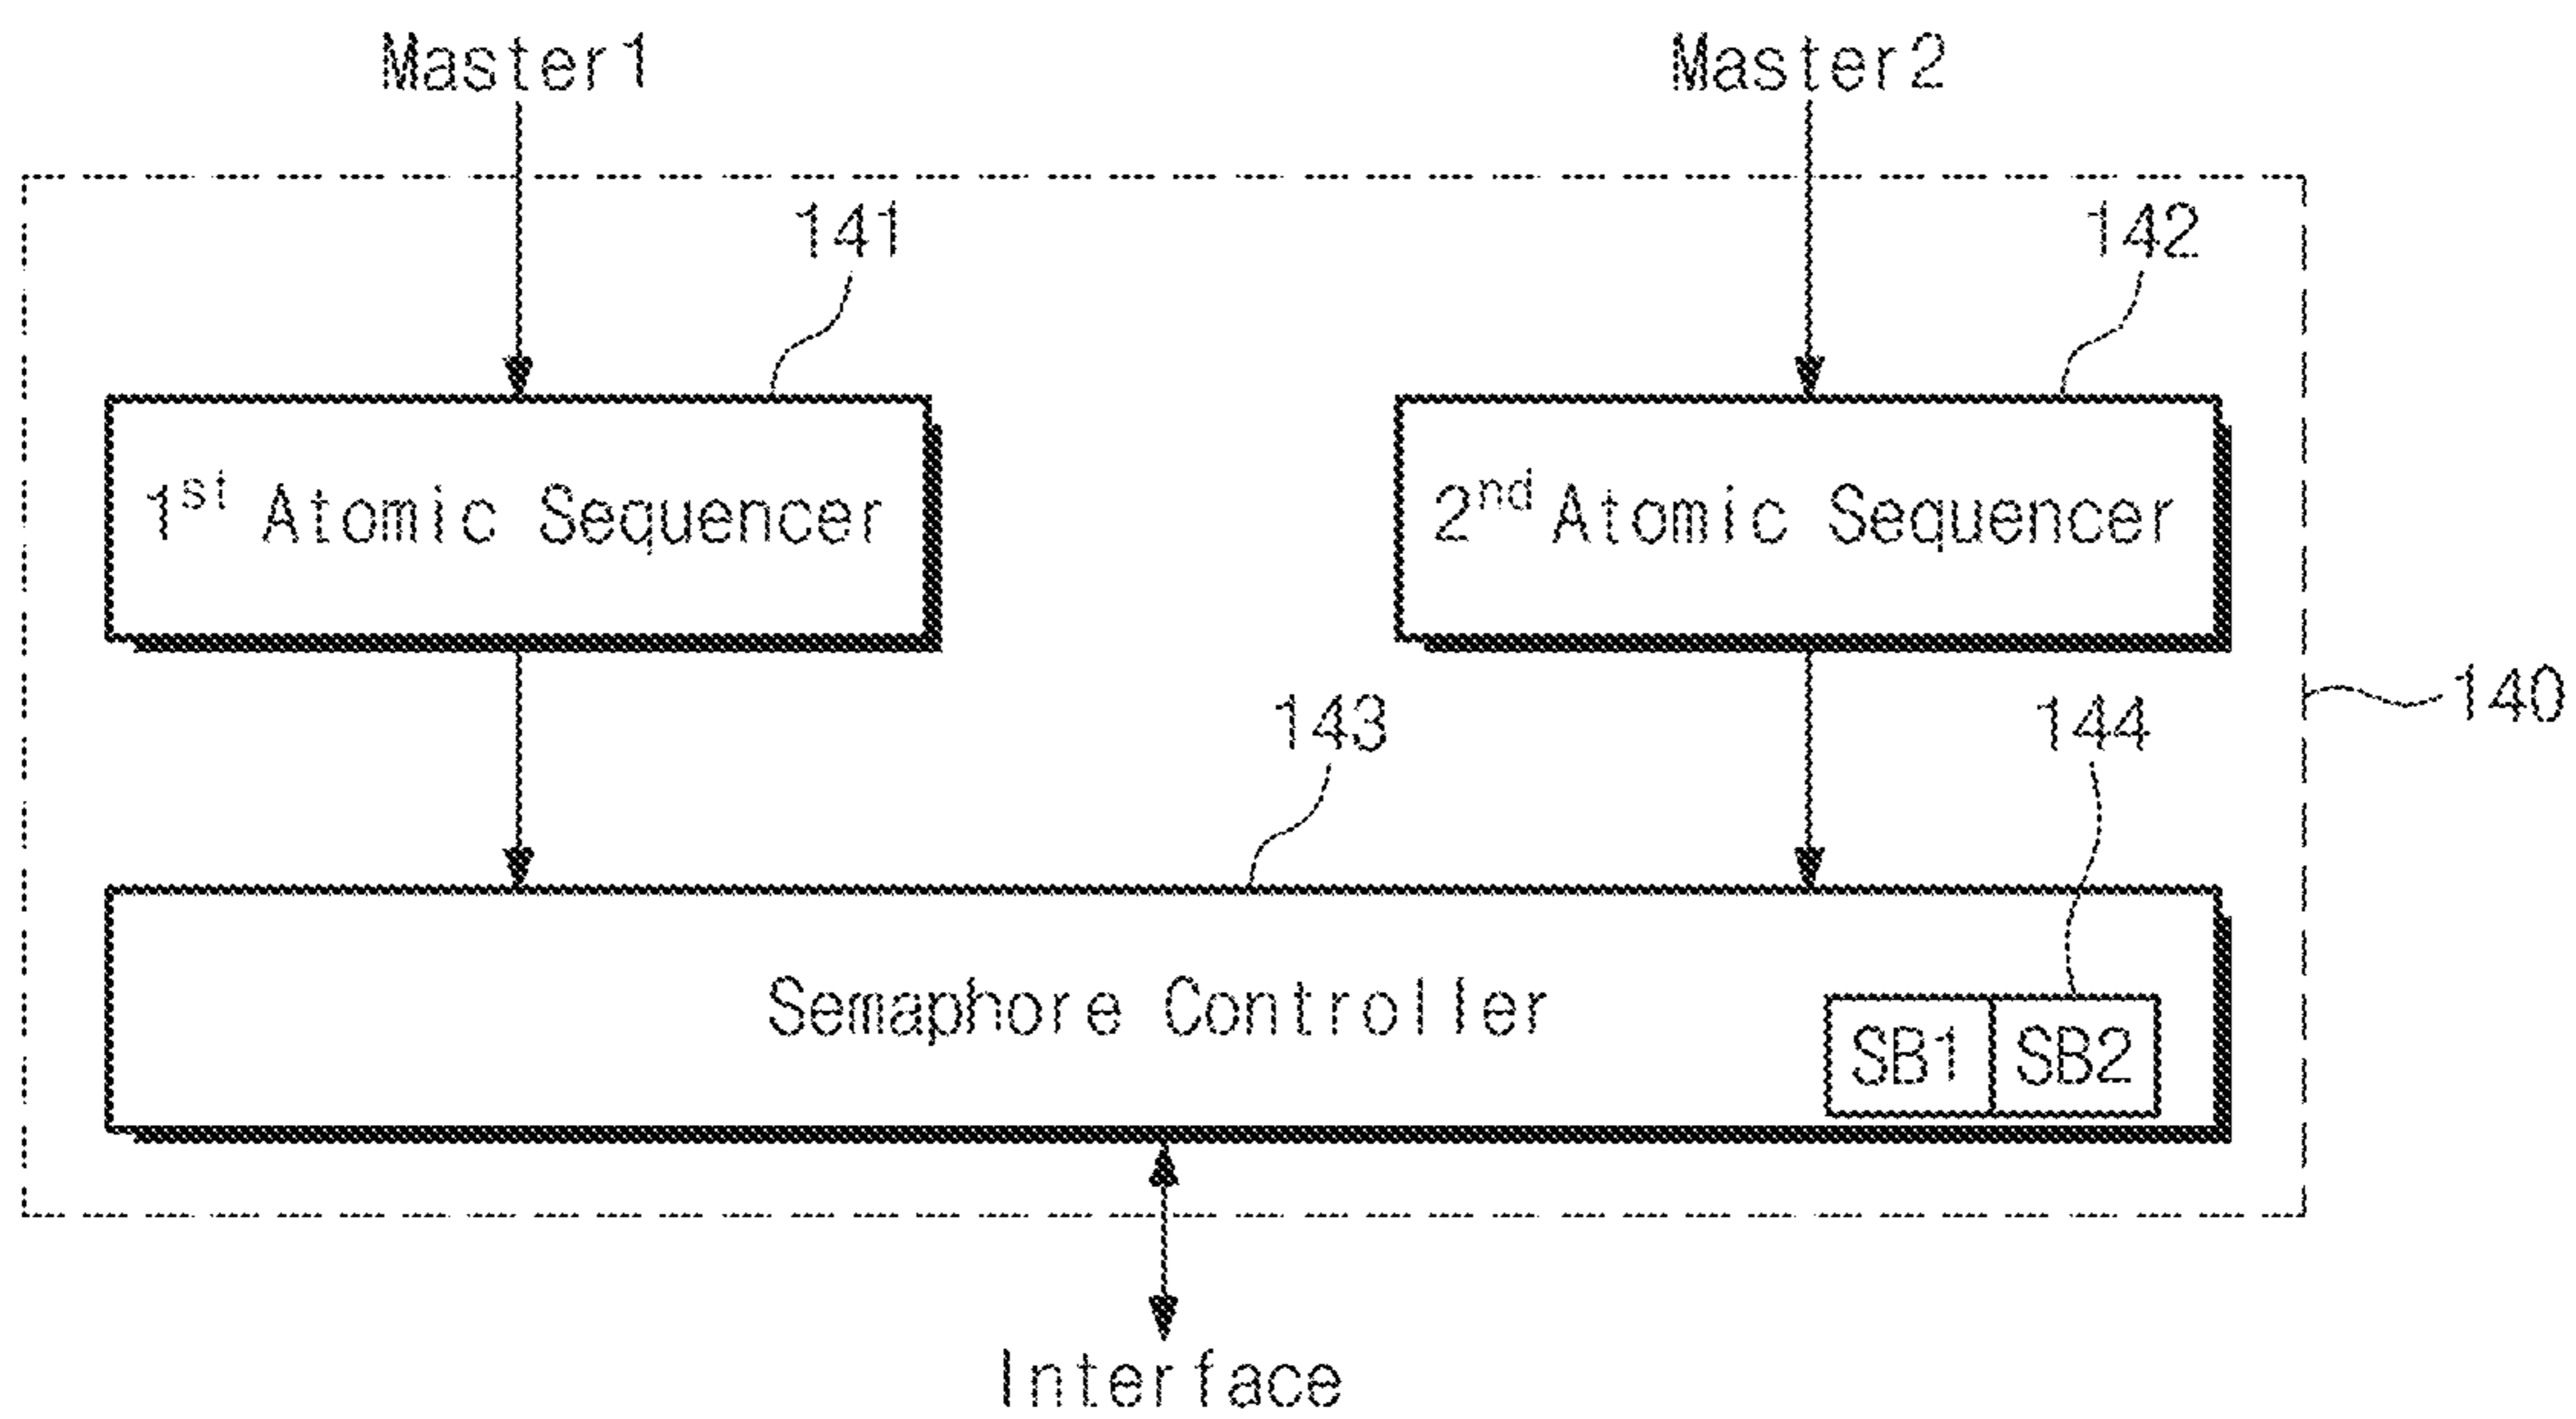 Master1
Master2
141
142
1st Atomic Sequencer
2nd Atomic Sequencer
140
143
144
Semaphore Controller
SB1
SB2
Interface